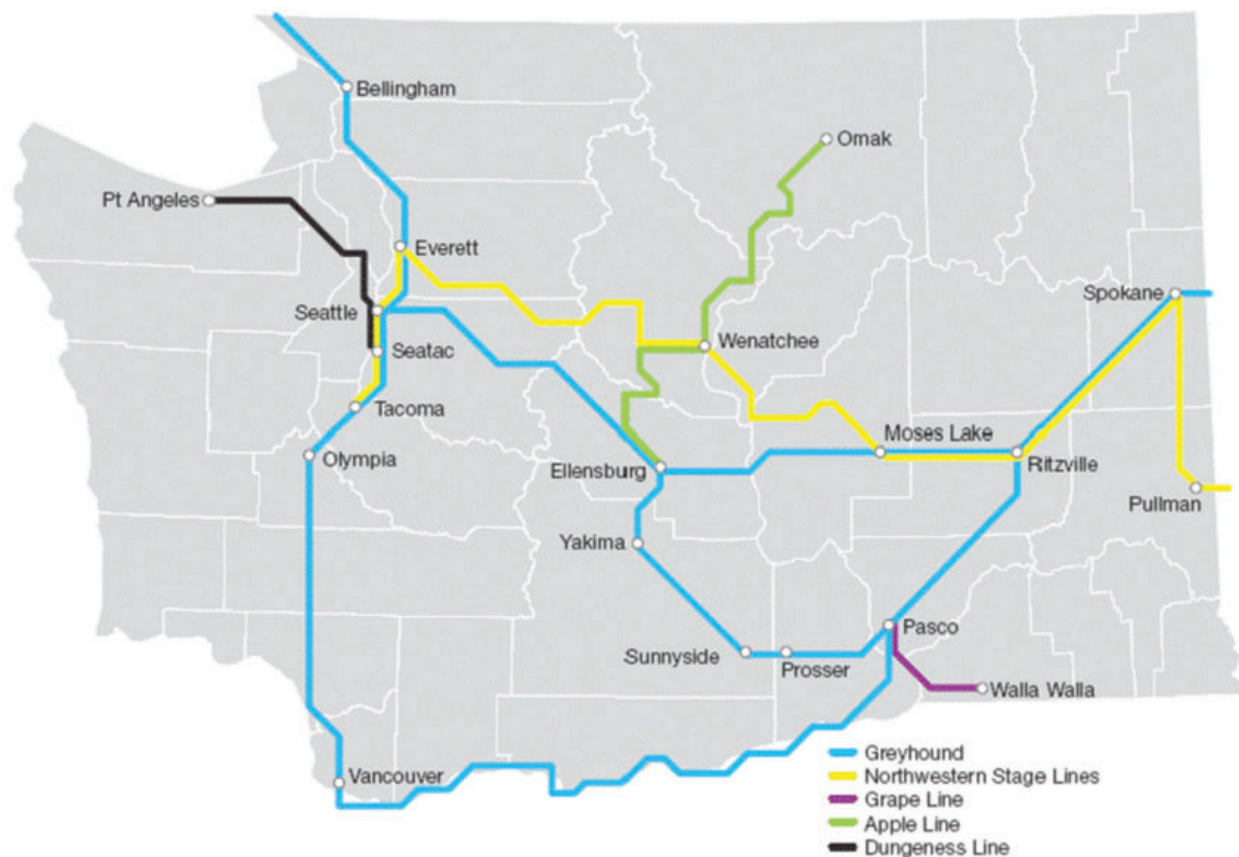 Bellingham
Omak
Pt Angeles
Everett
Spokane
Seattle
Wenatchee
Seatac
Tacoma
Moses Lake
Olympia
Ellensburg
Ritzville
Pullman
Yakima
Pasco
Sunnyside
Prosser
Walla Walla
Greyhound
Vancouver
Northwestern Stage Lines
Grape Line
Apple Line
Dungeness Line